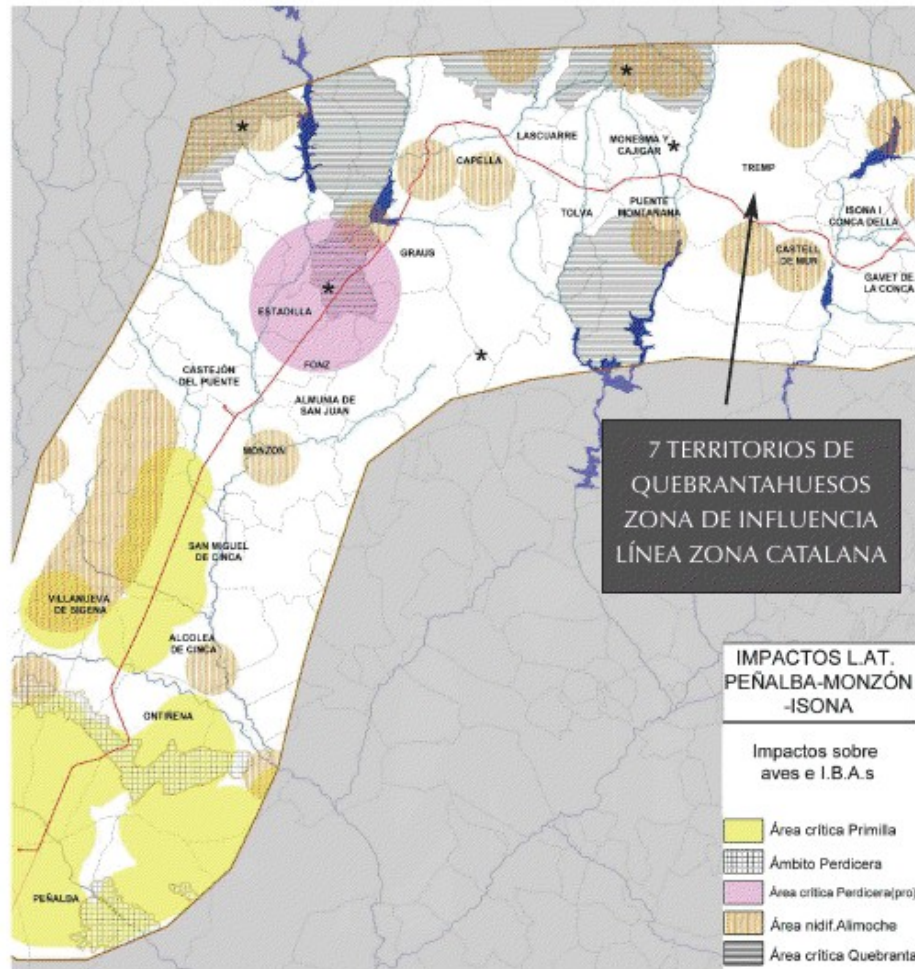 LASCUARRE
MONESMA Y
CAJIGAR
CAPELLA
TREMP
TOLVA
PUENTE
MONTAÑANA
ISONA I
CONCA DELLA
GRAUS
CASTELL
DE MUR
GAVET DE
LA CONCA
ESTADILLA
FONZ
CASTEJÓN
DEL PUENTE
ALMUNIA DE
SAN JUAN
MONZON
7 TERRITORIOS DE
QUEBRANTAHUESOS
ZONA DE INFLUENCIA
LÍNEA ZONA CATALANA
SAN MIGUEL
DE CINCA
VILLANUEVA
DE SIGENA
ALCOLEA
DE CINCA
ONTIÑENA
PEÑALBA
IMPACTOS L.AT.
PEÑALBA-MONZÓN
-ISONA
Impactos sobre
aves e I.B.A.s
Área crítica Primilla
Ámbito Perdicera
Área crítica Perdicera(pro)
Área nidif.Alimoche
Área crítica Quebranta